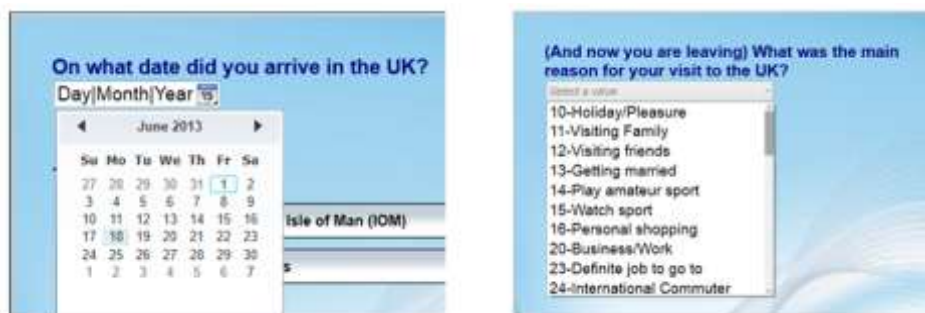 On what date did you arrive in the UK?
Day|Month|Year 15
June 2013
Su Mo Tu We Th Fr Sa
27 28 29 30 31 1 2
3 4 5 6 7 8 9
10 11 12 13 14 15 16
17 18 19 20 21 22 23
24 25 26 27 28 29 30
1 2 3 4 5 6 7
Isle of Man (IOM)
s
(And now you are leaving) What was the main
reason for your visit to the UK?
Select a value
10-Holiday/Pleasure
11-Visiting Family
12-Visiting friends
13-Getting married
14-Play amateur sport
15-Watch sport
16-Personal shopping
20-Business/Work
23-Definite job to go to
24-International Commuter